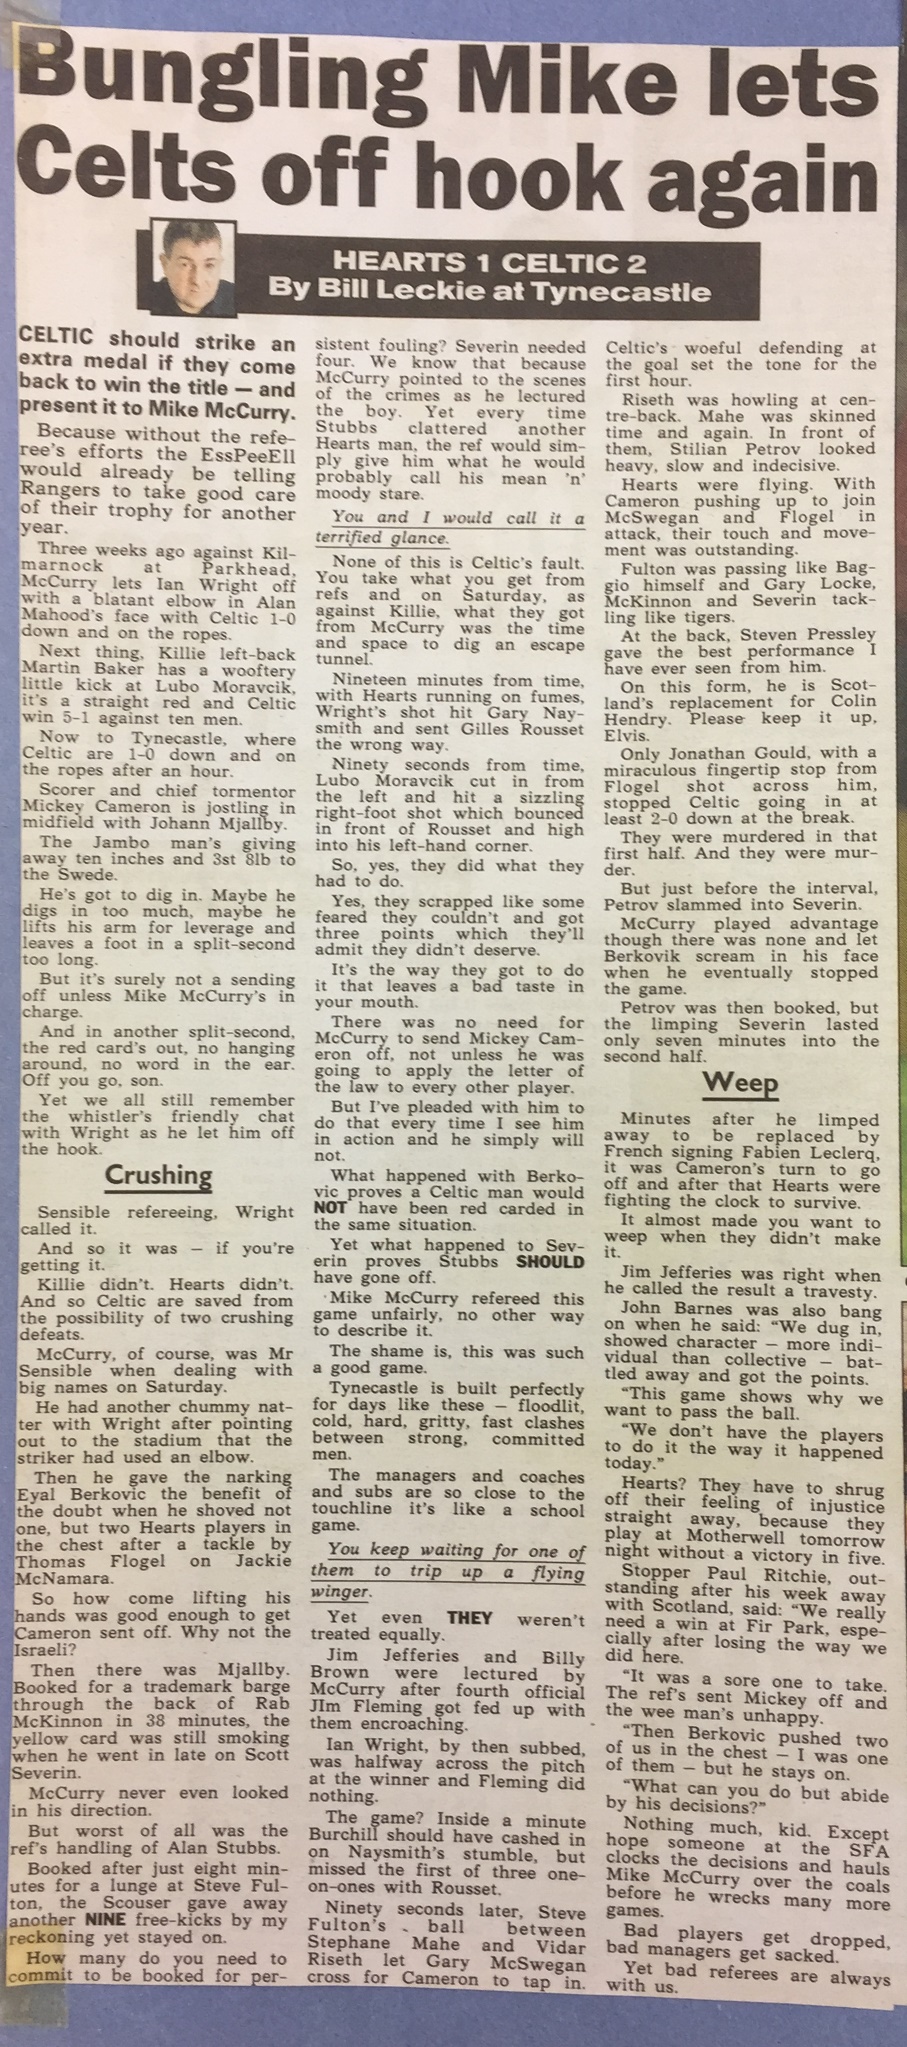 Bungling Mike lets
Celts off hook again
HEARTS 1 CELTIC 2
By Bill Leckie at Tynecastle
CELTIC should strike an
extra medal if they come
back to win the title — and
present it to Mike McCurry.
Because without the refe-
ree's efforts the EssPeeEll
would already be telling
Rangers to take good care
of their trophy for another
year.
Three weeks ago against Kil-
marnock at Parkhead,
McCurry lets Ian Wright off
with a blatant elbow in Alan
Mahood's face with Celtic 1-0
down and on the ropes.
Next thing, Killie left-back
Martin Baker has a wooftery
little kick at Lubo Moravcik,
it's a straight red and Celtic
win 5-1 against ten men.
Now to Tynecastle, where
Celtic are 1-0 down and on
the ropes after an hour.
Scorer and chief tormentor
Mickey Cameron is jostling in
midfield with Johann Mjallby.
The Jambo man's giving
away ten inches and 3st 8lb to
the Swede.
He's got to dig in. Maybe he
digs in too much, maybe he
lifts his arm for leverage and
leaves a foot in a split-second
too long.
But it's surely not a sending
off unless Mike McCurry's in
charge.
And in another split-second,
the red card's out, no hanging
around, no word in the ear.
Off you go, son.
Yet we all still remember
the whistler's friendly chat
with Wright as he let him off
the hook.
Crushing
Sensible refereeing, Wright
called it.
And so it was – if you're
getting it.
Killie didn't. Hearts didn't.
And so Celtic are saved from
the possibility of two crushing
defeats.
McCurry, of course, was Mr
Sensible when dealing with
big names on Saturday.
He had another chummy nat-
ter with Wright after pointing
out to the stadium that the
striker had used an elbow.
Then he gave the narking
Eyal Berkovic the benefit of
the doubt when he shoved not
one, but two Hearts players in
the chest after a tackle by
Thomas Flogel on Jackie
McNamara.
So how come lifting his
hands was good enough to get
Cameron sent off. Why not the
Israeli?
Then there was Mjallby.
Booked for a trademark barge
through the back of Rab
McKinnon in 38 minutes, the
yellow card was still smoking
when he went in late on Scott
Severin.
McCurry never even looked
in his direction.
But worst of all was the
ref's handling of Alan Stubbs.
Booked after just eight min-
utes for a lunge at Steve Ful-
ton, the Scouser gave away
another NINE free-kicks by my
reckoning yet stayed on.
How many do you need to
commit to be booked for per-
sistent fouling? Severin needed
four. We know that because
McCurry pointed to the scenes
of the crimes as he lectured
the boy. Yet every time
Stubbs clattered another
Hearts man, the ref would sim-
ply give him what he would
probably call his mean 'n'
moody stare.
You and I would call it a
terrified glance.
None of this is Celtic's fault.
You take what you get from
refs and on Saturday, as
against Killie, what they got
from McCurry was the time
and space to dig an escape
tunnel.
Nineteen minutes from time,
with Hearts running on fumes,
Wright's shot hit Gary Nay-
smith and sent Gilles Rousset
the wrong way.
Ninety seconds from time,
Lubo Moravcik cut in from
the left and hit a sizzling
right-foot shot which bounced
in front of Rousset and high
into his left-hand corner.
So, yes, they did what they
had to do.
Yes, they scrapped like some
feared they couldn't and got
three points which they'll
admit they didn't deserve.
It's the way they got to do
it that leaves a bad taste in
your mouth.
There was no need for
McCurry to send Mickey Cam-
eron off, not unless he was
going to apply the letter of
the law to every other player.
But I've pleaded with him to
do that every time I see him
in action and he simply will
not.
What happened with Berko-
vic proves a Celtic man would
NOT have been red carded in
the same situation.
Yet what happened to Sev-
erin proves Stubbs SHOULD
have gone off.
Mike McCurry refereed this
game unfairly, no other way
to describe it.
The shame is, this was such
a good game.
Tynecastle is built perfectly
for days like these – floodlit,
cold, hard, gritty, fast clashes
between strong, committed
men.
The managers and coaches
and subs are so close to the
touchline it's like a school
game.
You keep waiting for one of
them to trip up a flying
winger.
Yet even THEY weren't
treated equally.
Jim Jefferies and Billy
Brown were lectured by
McCurry after fourth official
JIm Fleming got fed up with
them encroaching.
Ian Wright, by then subbed,
was halfway across the pitch
at the winner and Fleming did
nothing.
The game? Inside a minute
Burchill should have cashed in
on Naysmith's stumble, but
missed the first of three one-
on-ones with Rousset.
Ninety seconds later, Steve
Fulton's ball between
Stephane Mahe and Vidar
Riseth let Gary McSwegan
cross for Cameron to tap in.
Celtic's woeful defending at
the goal set the tone for the
first hour.
Riseth was howling at cen-
tre-back. Mahe was skinned
time and again. In front of
them, Stilian Petrov looked
heavy, slow and indecisive.
Hearts were flying. With
Cameron pushing up to join
McSwegan and Flogel in
attack, their touch and move-
ment was outstanding.
Fulton was passing like Bag-
gio himself and Gary Locke,
McKinnon and Severin tack-
ling like tigers.
At the back, Steven Pressley
gave the best performance I
have ever seen from him.
On this form, he is Scot-
land's replacement for Colin
Hendry. Please keep it up,
Elvis.
Only Jonathan Gould, with a
miraculous fingertip stop from
Flogel shot across him,
stopped Celtic going in at
least 2-0 down at the break.
They were murdered in that
first half. And they were mur-
der.
But just before the interval,
Petrov slammed into Severin.
McCurry played advantage
though there was none and let
Berkovik scream in his face
when he eventually stopped
the game.
Petrov was then booked, but
the limping Severin lasted
only seven minutes into the
second half.
Weep
Minutes after he limped
away to be replaced by
French signing Fabien Leclerq,
it was Cameron's turn to go
off and after that Hearts were
fighting the clock to survive.
It almost made you want to
weep when they didn't make
it.
Jim Jefferies was right when
he called the result a travesty.
John Barnes was also bang
on when he said: "We dug in,
showed character – more indi-
vidual than collective – bat-
tled away and got the points.
"This game shows why we
want to pass the ball.
"We don't have the players
to do it the way it happened
today."
Hearts? They have to shrug
off their feeling of injustice
straight away, because they
play at Motherwell tomorrow
night without a victory in five.
Stopper Paul Ritchie, out-
standing after his week away
with Scotland, said: "We really
need a win at Fir Park, espe-
cially after losing the way we
did here.
"It was a sore one to take.
The ref's sent Mickey off and
the wee man's unhappy.
"Then Berkovic pushed two
of us in the chest – I was one
of them – but he stays on.
"What can you do but abide
by his decisions?"
Nothing much, kid. Except
hope someone at the SFA
clocks the decisions and hauls
Mike McCurry over the coals
before he wrecks many more
games.
Bad players get dropped,
bad managers get sacked.
Yet bad referees are always
with us.